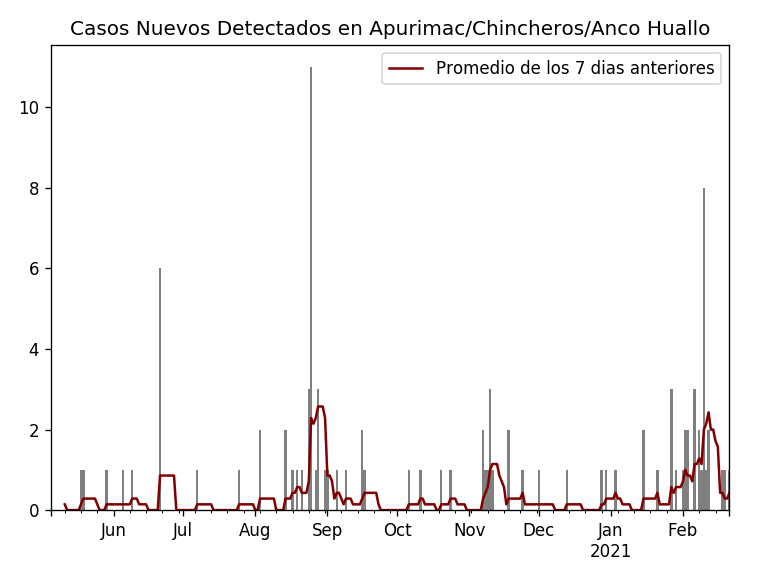 Casos Nuevos Detectados en Apurimac/Chincheros/Anco Huallo
Promedio de los 7 dias anteriores
10
8
6
4
2
0
Jun Jul Aug Sep Oct Nov Dec Jan Feb
2021